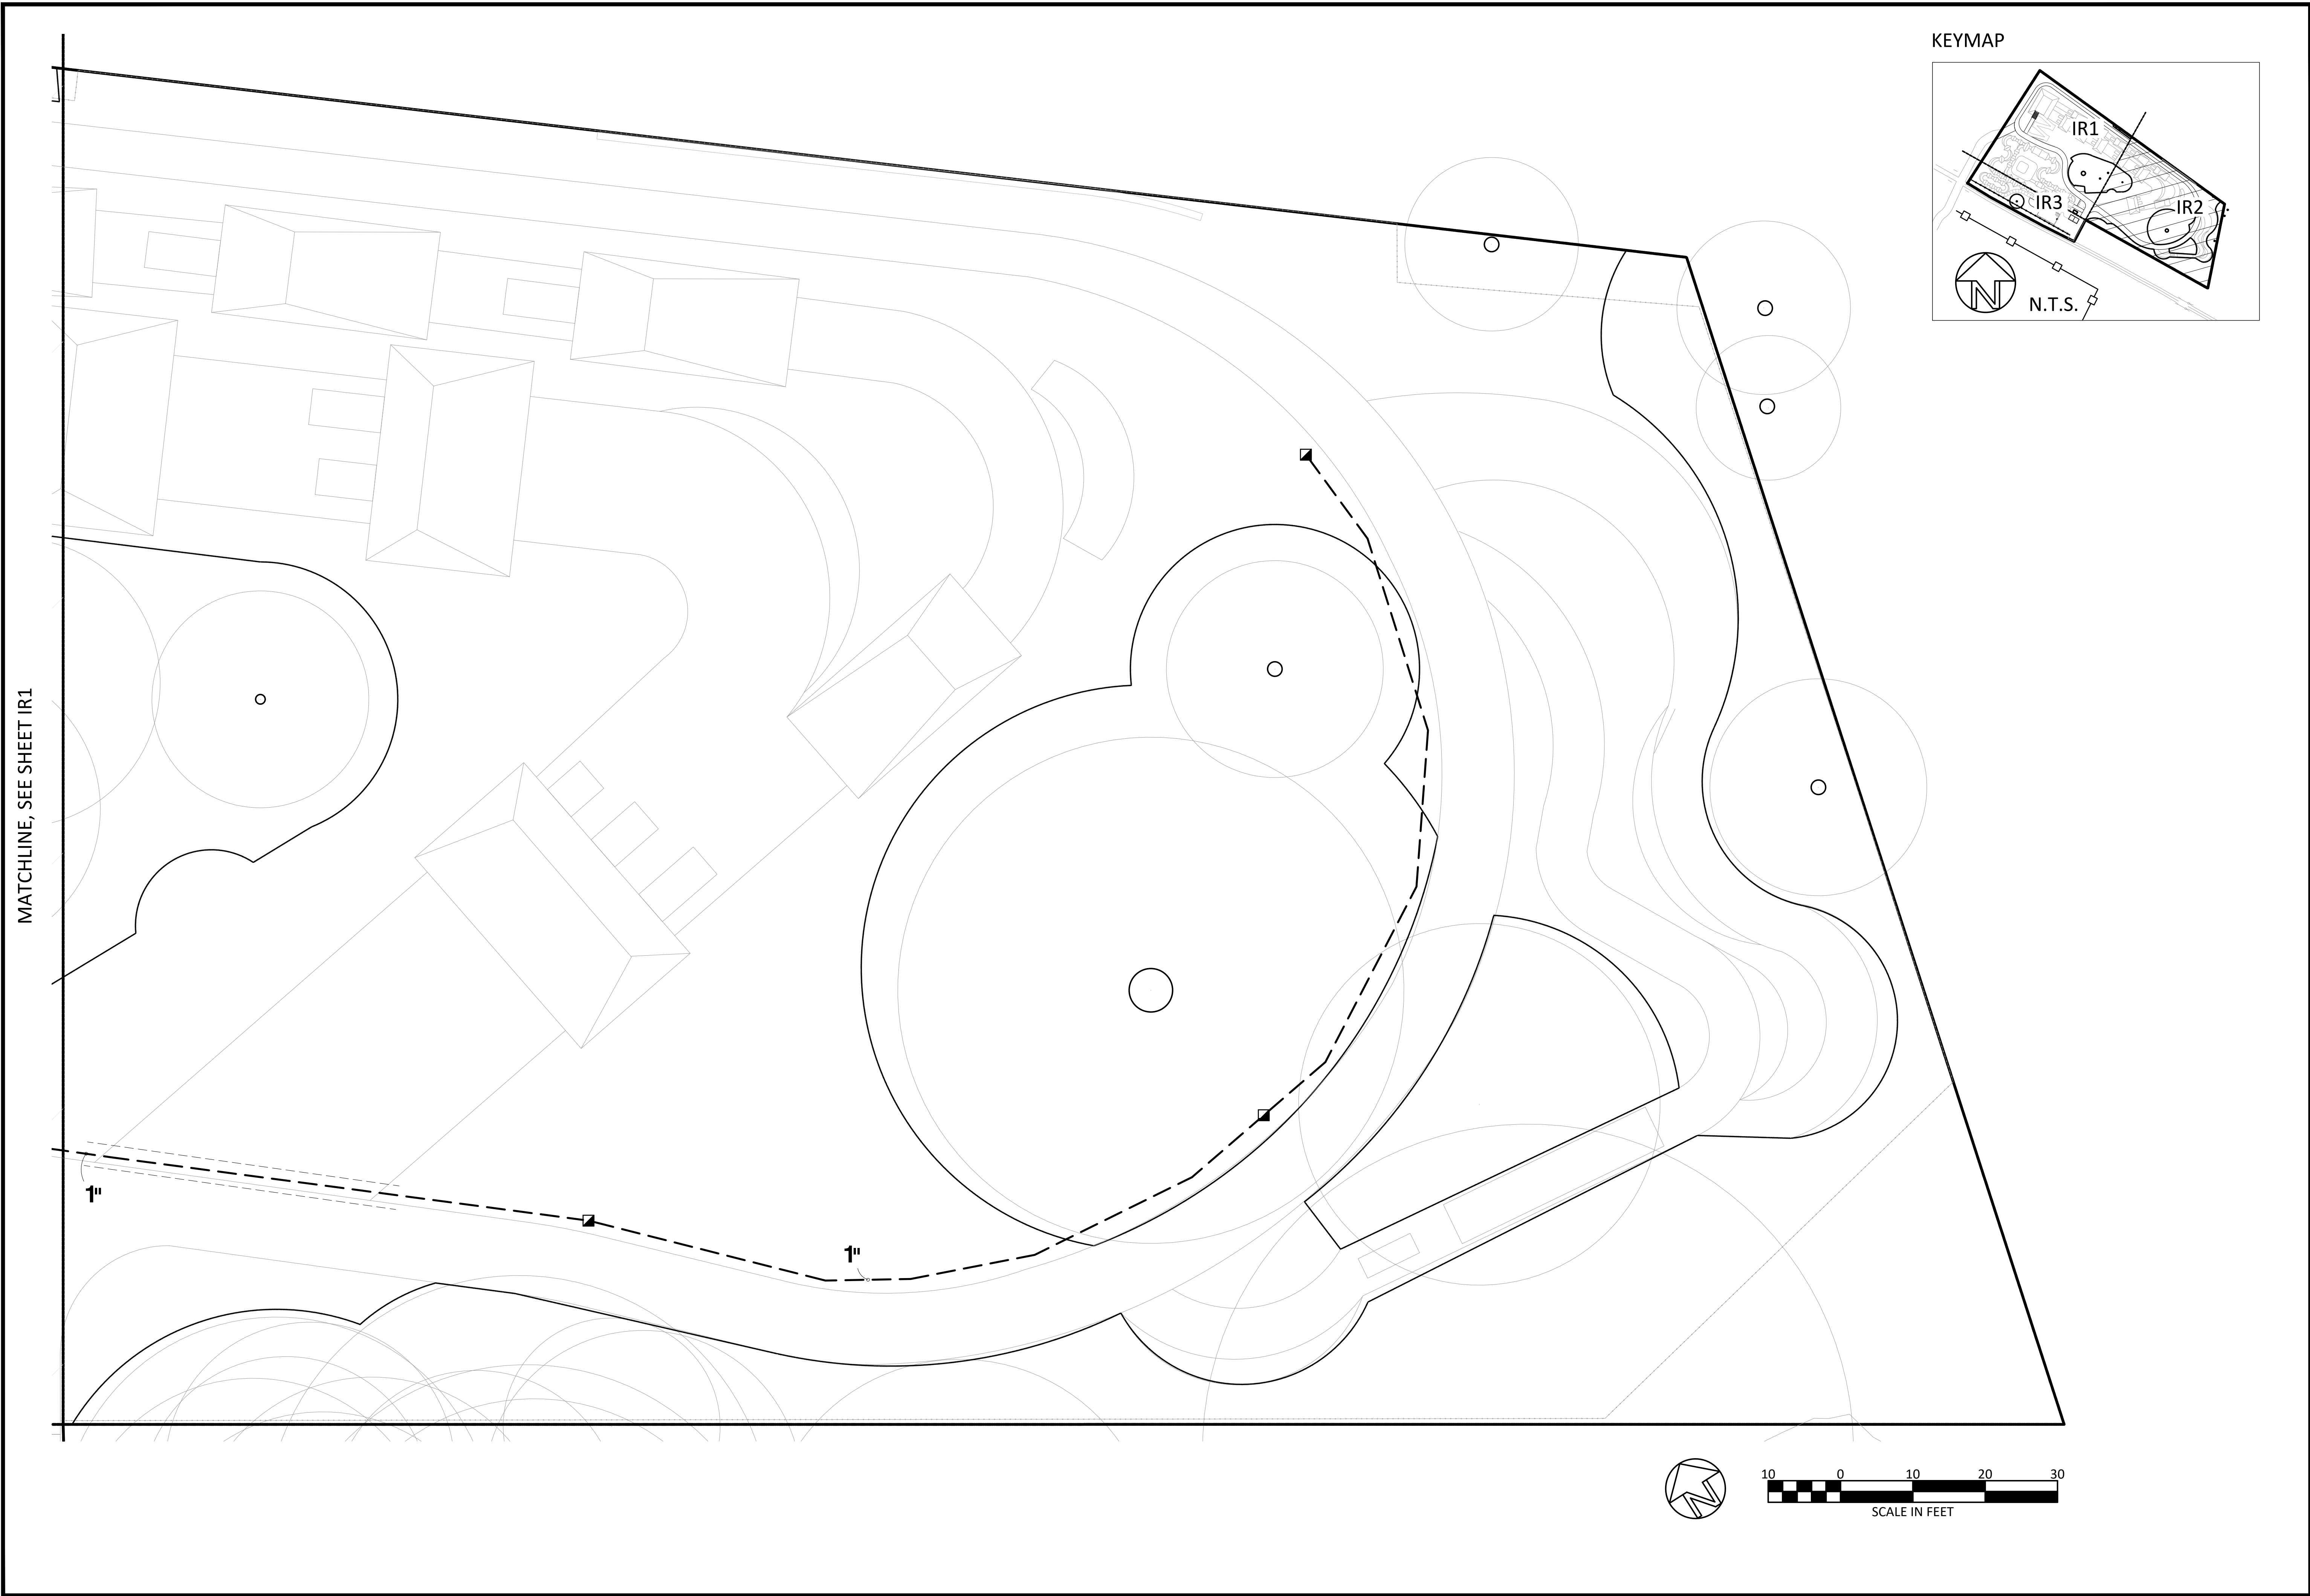 KEYMAP
IR1
IR2
IR3
N
N.T.S.
MATCHLINE, SEE SHEET IR1
1"
1"
N
10 0 10 20 30
SCALE IN FEET